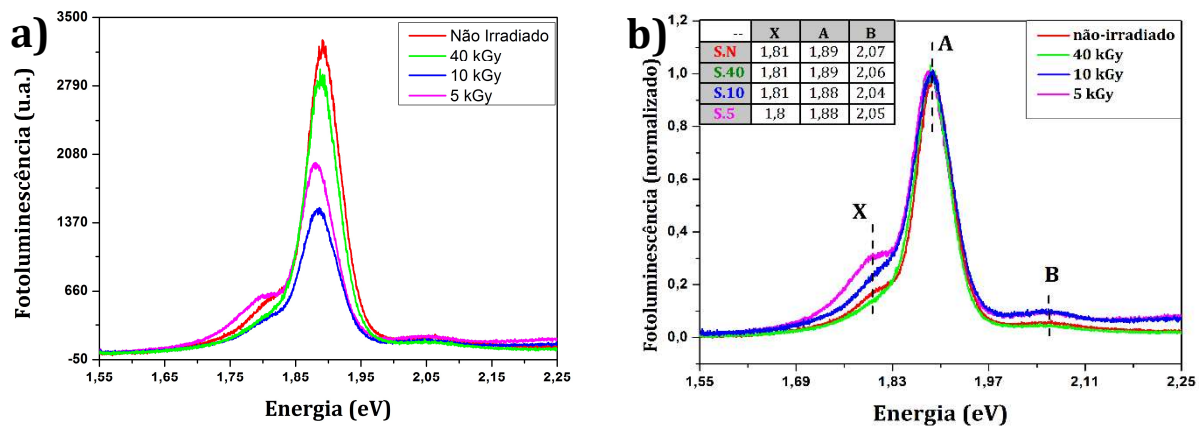 a)
Fotoluminescência (u.a.)
3500
2790
2080
1370
660
-50
1,55
1,65
1,75
1,85
1,95
2,05
2,15
2,25
Energia (eV)
Não Irradiado
40 kGy
10 kGy
5 kGy
b)
Fotoluminescência (normalizado)
1,2
1,0
0,8
0,6
0,4
0,2
0,0
1,55
1,69
1,83
1,97
2,11
2,25
Energia (eV)
-- X A B
S.N 1,81 1,89 2,07
S.40 1,81 1,89 2,06
S.10 1,81 1,88 2,04
S.5 1,8 1,88 2,05
A
X
B
não-irradiado
40 kGy
10 kGy
5 kGy